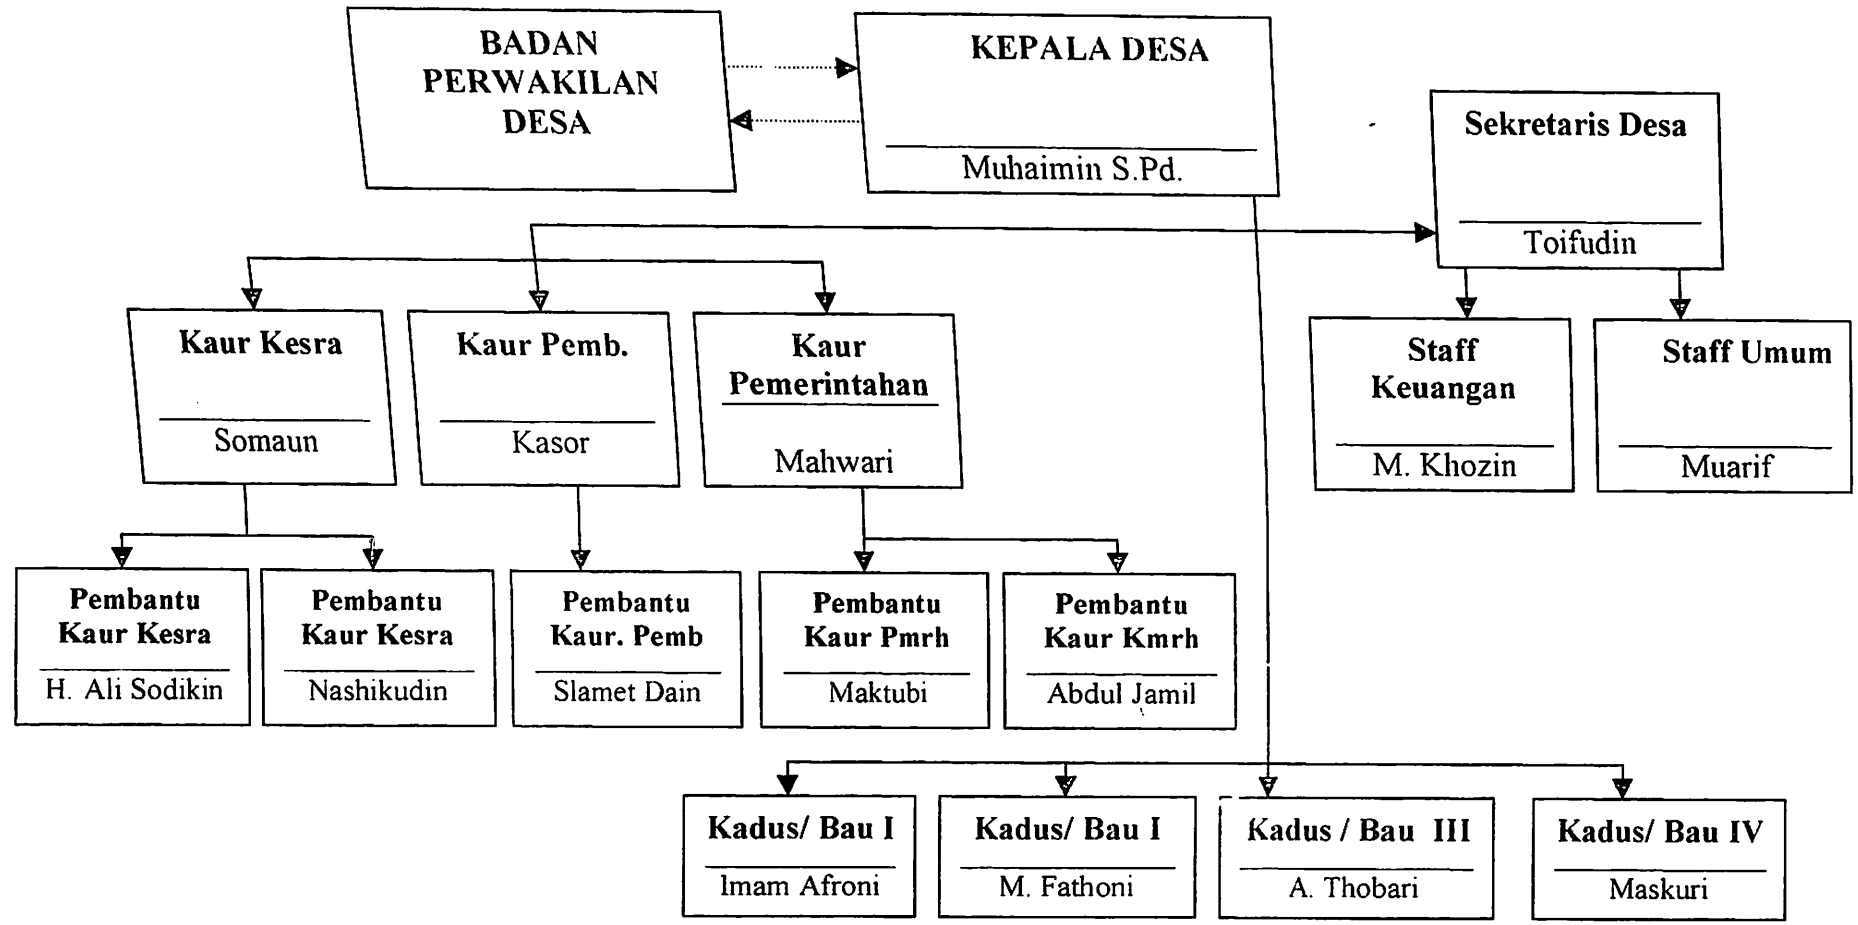 BADAN
PERWAKILAN
DESA
KEPALA DESA
Muhaimin S.Pd.
Sekretaris Desa
Toifudin
Kaur Kesra
Somaun
Kaur Pemb.
Kasor
Kaur
Pemerintahan
Mahwari
Staff
Keuangan
M. Khozin
Staff Umum
Muarif
Pembantu
Kaur Kesra
H. Ali Sodikin
Pembantu
Kaur Kesra
Nashikudin
Pembantu
Kaur. Pemb
Slamet Dain
Pembantu
Kaur Pmrh
Maktubi
Pembantu
Kaur Kmrh
Abdul Jamil
Kadus/ Bau I
Imam Afroni
Kadus/ Bau I
M. Fathoni
Kadus / Bau III
A. Thobari
Kadus/ Bau IV
Maskuri